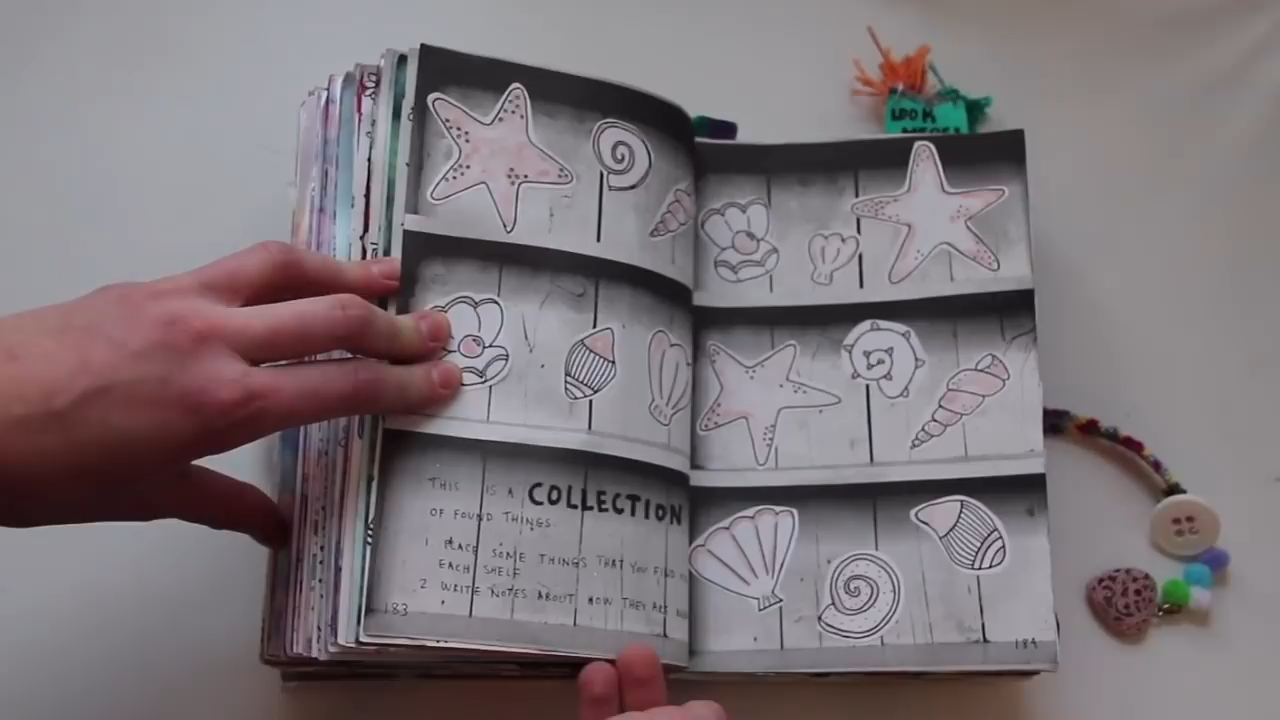 LOOK
HERE!
THIS IS A COLLECTION
OF FOUND THINGS.
1 PLACE SOME THINGS THAT YOU FIND
EACH SHELF
2 WRITE NOTES ABOUT HOW THEY ARE
183
184